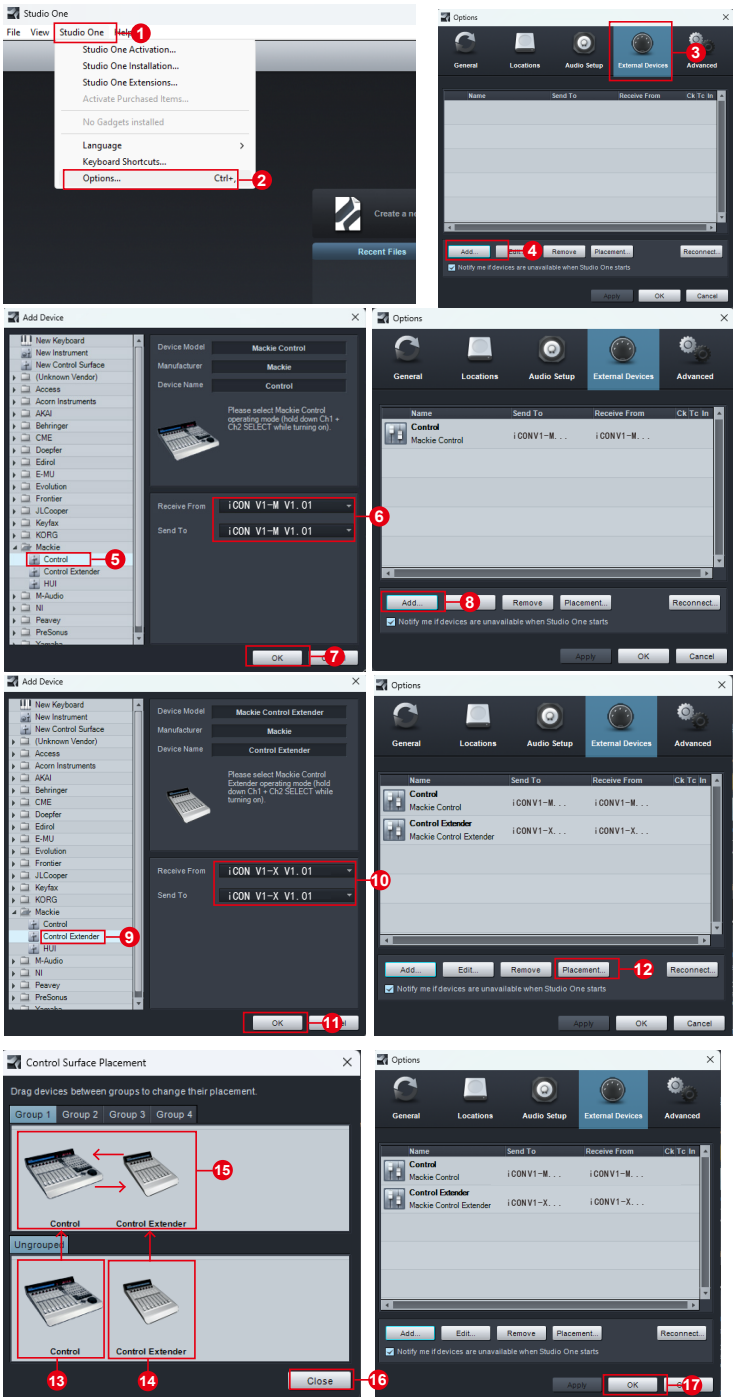 Studio One
File View Studio One 1
Studio One Activation...
Studio One Installation...
Studio One Extensions...
Activate Purchased Items...
No Gadgets installed
Language >
Keyboard Shortcuts...
Options... Ctrl+, 2
Create a
Recent Files
Options
General Locations Audio Setup External Devices 3 Advanced
Name Send To Receive From Ck Tc In
Add... 4 Remove Placement... Reconnect...
Notify me if devices are unavailable when Studio One starts
Apply OK Cancel
Add Device
New Keyboard
New Instrument
New Control Surface
(Unknown Vendor)
Access
Acorn Instruments
AKAI
Behringer
CME
Doepfer
Edirol
E-MU
Evolution
Frontier
JLCooper
Keyfax
KORG
Mackie
Control 5
Control Extender
HUI
M-Audio
NI
Peavey
PreSonus
Yamaha
Device Model Mackie Control
Manufacturer Mackie
Device Name Control
Please select Mackie Control
operating mode (hold down Ch1 +
Ch2 SELECT while turning on).
Receive From iCON V1-M V1.01
6
Send To iCON V1-M V1.01
OK 7
Options
General Locations Audio Setup External Devices Advanced
Name Send To Receive From Ck Tc In
Control
Mackie Control iCONV1-M... iCONV1-M...
Add... 8 Remove Placement... Reconnect...
Notify me if devices are unavailable when Studio One starts
Apply OK Cancel
Add Device
New Keyboard
New Instrument
New Control Surface
(Unknown Vendor)
Access
Acorn Instruments
AKAI
Behringer
CME
Doepfer
Edirol
E-MU
Evolution
Frontier
JLCooper
Keyfax
KORG
Mackie
Control
Control Extender 9
HUI
M-Audio
NI
Peavey
PreSonus
Yamaha
Device Model Mackie Control Extender
Manufacturer Mackie
Device Name Control Extender
Please select Mackie Control
Extender operating mode (hold
down Ch1 + Ch2 SELECT while
turning on).
Receive From iCON V1-X V1.01
10
Send To iCON V1-X V1.01
OK 11
Options
General Locations Audio Setup External Devices Advanced
Name Send To Receive From Ck Tc In
Control
Mackie Control iCONV1-M... iCONV1-M...
Control Extender
Mackie Control Extender iCONV1-X... iCONV1-X...
Add... Edit... Remove Placement... 12 Reconnect...
Notify me if devices are unavailable when Studio One starts
Apply OK Cancel
Control Surface Placement
Drag devices between groups to change their placement.
Group 1 Group 2 Group 3 Group 4
15
Control Control Extender
Ungrouped
Control Control Extender
13 14 Close 16
Options
General Locations Audio Setup External Devices Advanced
Name Send To Receive From Ck Tc In
Control
Mackie Control iCONV1-M... iCONV1-M...
Control Extender
Mackie Control Extender iCONV1-X... iCONV1-X...
Add... Edit... Remove Placement... Reconnect...
Notify me if devices are unavailable when Studio One starts
Apply OK 17